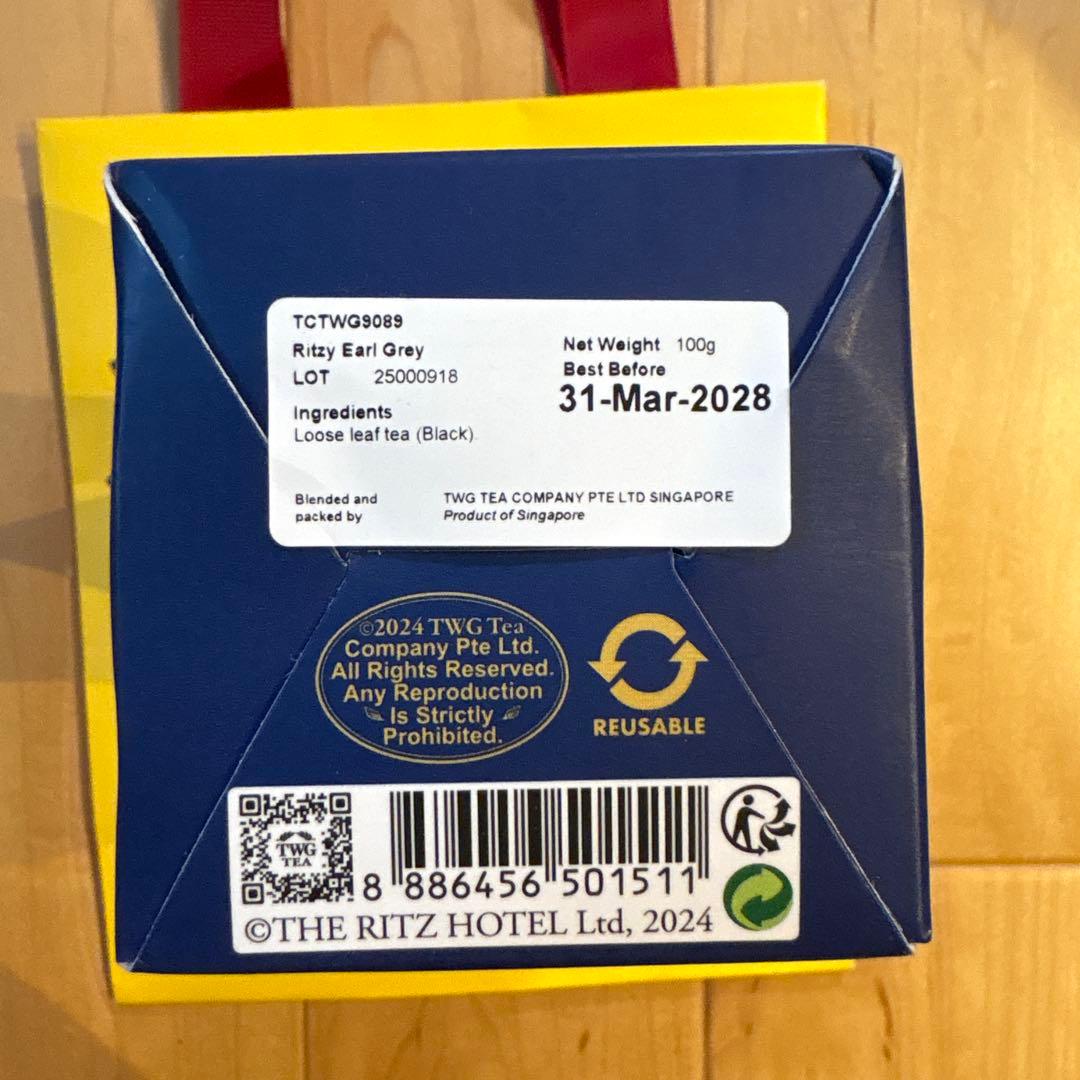 TCTWG9089
Ritzy Earl Grey
LOT 25000918
Net Weight 100g
Best Before
31-Mar-2028
Ingredients
Loose leaf tea (Black)
Blended and
packed by
TWG TEA COMPANY PTE LTD SINGAPORE
Product of Singapore
©2024 TWG Tea
Company Pte Ltd.
All Rights Reserved.
Any Reproduction
Is Strictly
Prohibited.
REUSABLE
TWG
TEA
8 886456 501511
©THE RITZ HOTEL Ltd, 2024